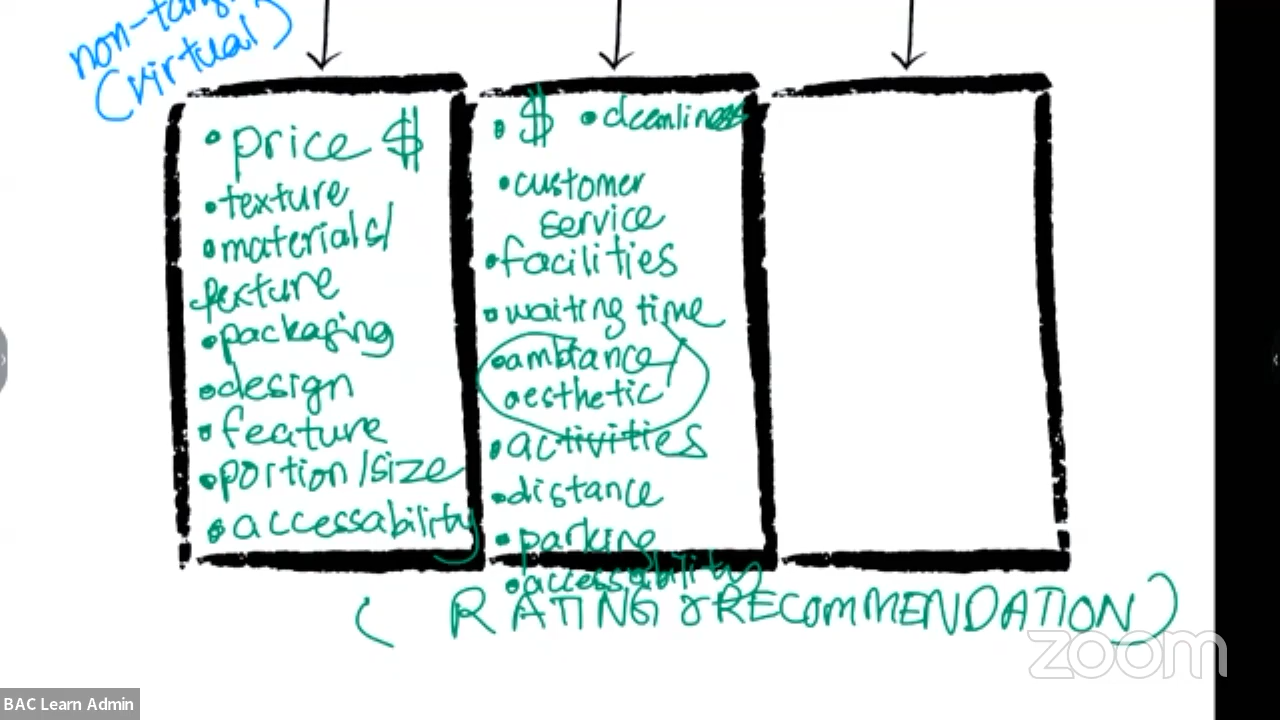 non-tang
(virtual)
• price $
• texture
• materials/
texture
• packaging
• design
• feature
• portion/size
• accessability
• $ • cleanliness
• customer
service
• facilities
• waiting time
• ambiance/
aesthetic
• activities
• distance
• parking
• accessability
( RATING & RECOMMENDATION )
zoom
BAC Learn Admin